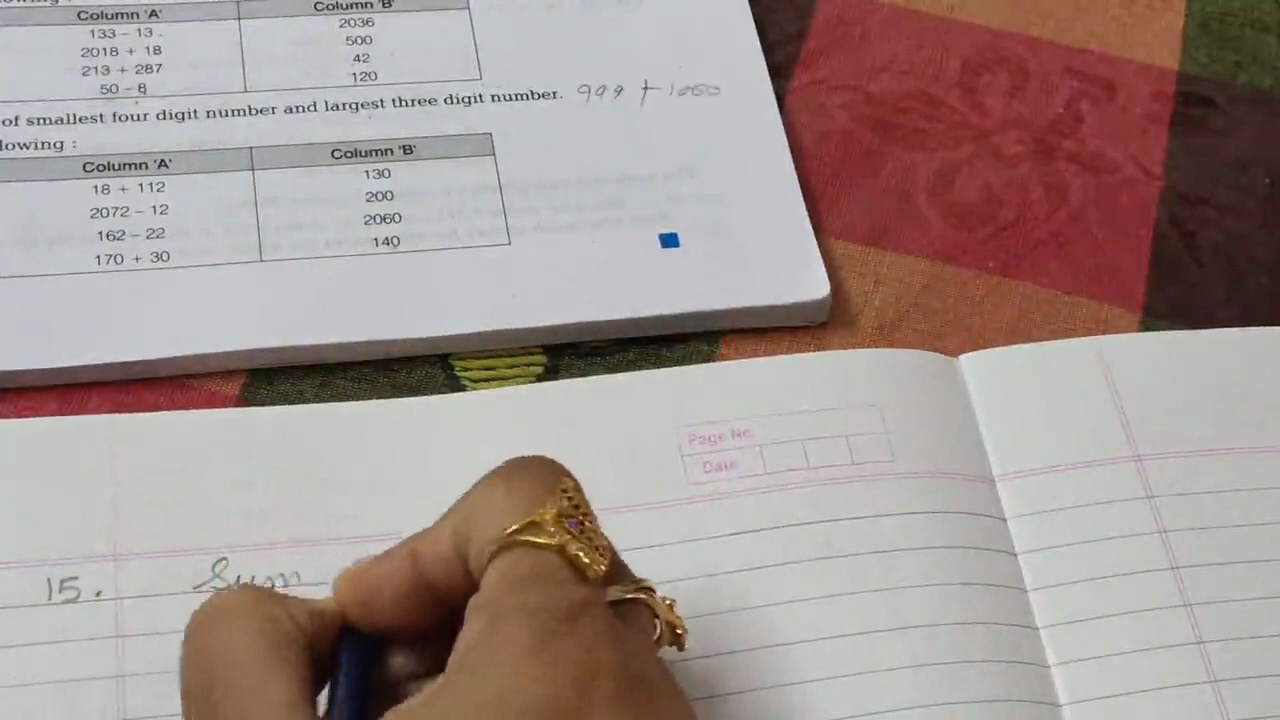 Column 'A' Column 'B'
133 – 13 2036
2018 + 18 500
213 + 287 42
50 – 8 120
of smallest four digit number and largest three digit number. 999 + 1000
lowing :
Column 'A' Column 'B'
18 + 112 130
2072 – 12 200
162 – 22 2060
170 + 30 140
Page No.
Date
15. Sum